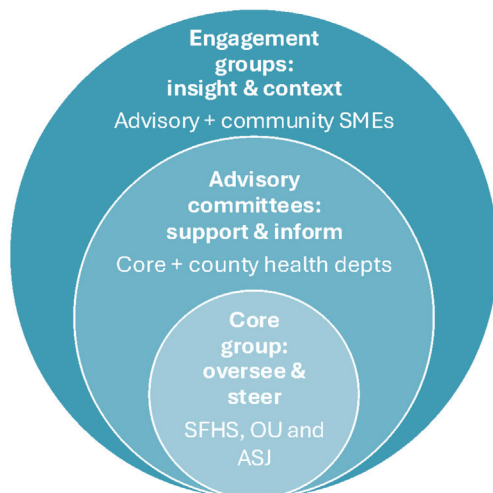 Engagement
groups:
insight & context
Advisory + community SMEs
Advisory
committees:
support & inform
Core + county health depts
Core
group:
oversee &
steer
SFHS, OU and
ASJ